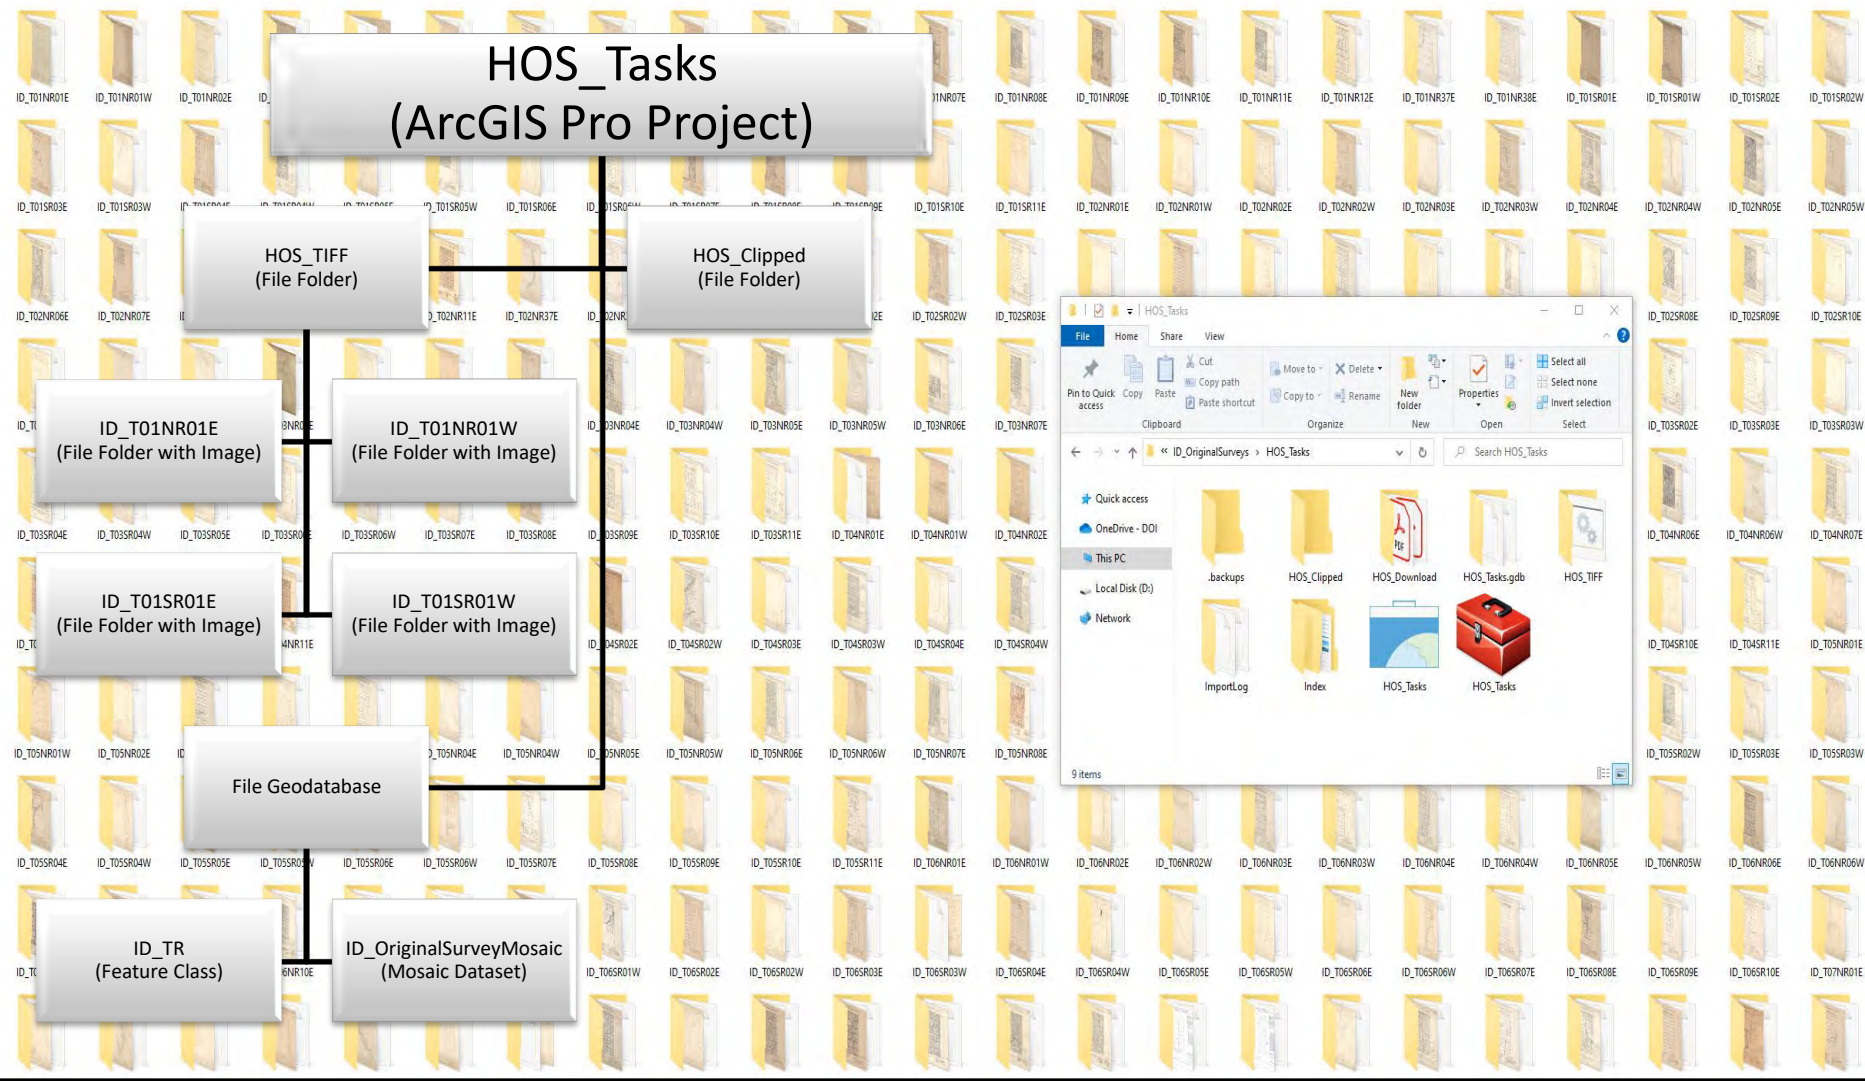 HOS_Tasks
(ArcGIS Pro Project)
HOS_TIFF
(File Folder)
HOS_Clipped
(File Folder)
ID_T01NR01E
(File Folder with Image)
ID_T01NR01W
(File Folder with Image)
ID_T01SR01E
(File Folder with Image)
ID_T01SR01W
(File Folder with Image)
File Geodatabase
ID_TR
(Feature Class)
ID_OriginalSurveyMosaic
(Mosaic Dataset)
HOS_Tasks
File Home Share View
Pin to Quick access
Copy
Paste
Cut
Copy path
Paste shortcut
Clipboard
Move to
Copy to
Delete
Rename
Organize
New folder
New
Properties
Open
Select all
Select none
Invert selection
Select
« ID_OriginalSurveys › HOS_Tasks
Search HOS_Tasks
Quick access
OneDrive - DOI
This PC
Local Disk (D:)
Network
.backups HOS_Clipped HOS_Download HOS_Tasks.gdb HOS_TIFF
PDF
ImportLog Index HOS_Tasks HOS_Tasks
9 items
ID_T01NR01E ID_T01NR01W ID_T01NR02E ID_T01NR08E ID_T01NR09E ID_T01NR10E ID_T01NR11E ID_T01NR12E ID_T01NR37E ID_T01NR38E ID_T01SR01E ID_T01SR01W ID_T01SR02E ID_T01SR02W
ID_T01SR03E ID_T01SR03W ID_T01SR05W ID_T01SR06E ID_T01SR10E ID_T01SR11E ID_T02NR01E ID_T02NR01W ID_T02NR02E ID_T02NR02W ID_T02NR03E ID_T02NR03W ID_T02NR04E ID_T02NR04W ID_T02NR05E ID_T02NR05W
ID_T02NR06E ID_T02NR07E ID_T02NR11E ID_T02NR37E ID_T02SR02W ID_T02SR03E ID_T02SR08E ID_T02SR09E ID_T02SR10E
ID_T03NR04E ID_T03NR04W ID_T03NR05E ID_T03NR05W ID_T03NR06E ID_T03NR07E ID_T03SR02E ID_T03SR03E ID_T03SR03W
ID_T03SR04E ID_T03SR04W ID_T03SR05E ID_T03SR06W ID_T03SR07E ID_T03SR08E ID_T03SR09E ID_T03SR10E ID_T03SR11E ID_T04NR01E ID_T04NR01W ID_T04NR02E ID_T04NR06E ID_T04NR06W ID_T04NR07E
4NR11E ID_T04SR02E ID_T04SR02W ID_T04SR03E ID_T04SR03W ID_T04SR04E ID_T04SR04W ID_T04SR10E ID_T04SR11E ID_T05NR01E
ID_T05NR01W ID_T05NR02E ID_T05NR04E ID_T05NR04W ID_T05NR05E ID_T05NR05W ID_T05NR06E ID_T05NR06W ID_T05NR07E ID_T05NR08E ID_T05SR02W ID_T05SR03E ID_T05SR03W
ID_T05SR04E ID_T05SR04W ID_T05SR05E ID_T05SR05W ID_T05SR06E ID_T05SR06W ID_T05SR07E ID_T05SR08E ID_T05SR09E ID_T05SR10E ID_T05SR11E ID_T06NR01E ID_T06NR01W ID_T06NR02E ID_T06NR02W ID_T06NR03E ID_T06NR03W ID_T06NR04E ID_T06NR04W ID_T06NR05E ID_T06NR05W ID_T06NR06E ID_T06NR06W
6NR10E ID_T06SR01W ID_T06SR02E ID_T06SR02W ID_T06SR03E ID_T06SR03W ID_T06SR04E ID_T06SR04W ID_T06SR05E ID_T06SR05W ID_T06SR06E ID_T06SR06W ID_T06SR07E ID_T06SR08E ID_T06SR09E ID_T06SR10E ID_T07NR01E